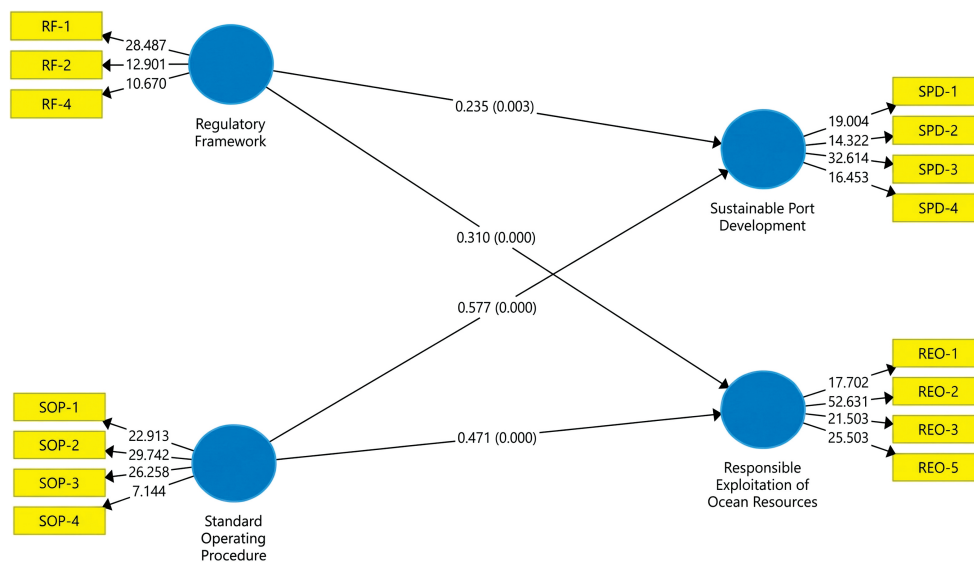 RF-1
28.487
RF-2
12.901
RF-4
10.670
Regulatory
Framework
0.235 (0.003)
SPD-1
19.004
SPD-2
14.322
SPD-3
32.614
16.453
SPD-4
Sustainable Port
Development
0.310 (0.000)
0.577 (0.000)
SOP-1
22.913
SOP-2
29.742
SOP-3
26.258
SOP-4
7.144
Standard
Operating
Procedure
0.471 (0.000)
REO-1
17.702
REO-2
52.631
REO-3
21.503
25.503
REO-5
Responsible
Exploitation of
Ocean Resources